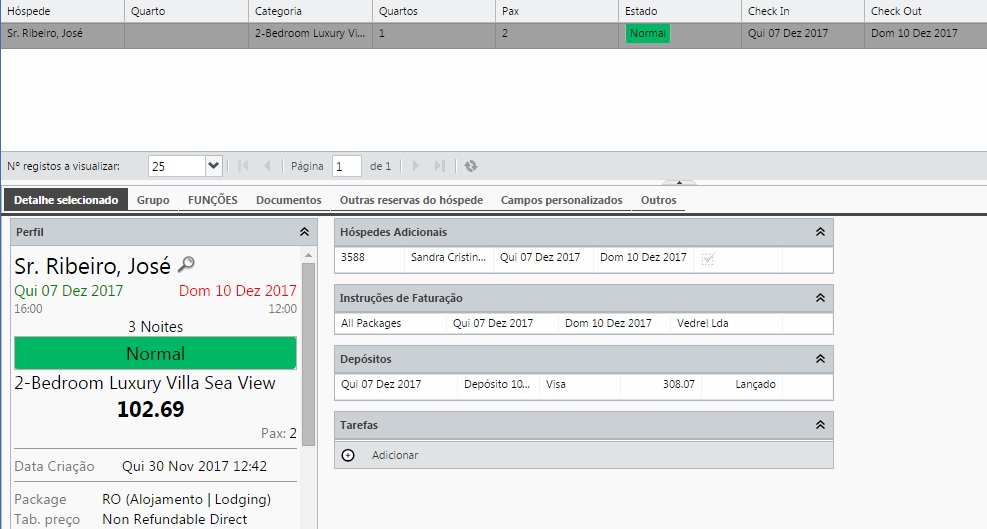 Hóspede Quarto Categoria Quartos Pax Estado Check In Check Out
Sr. Ribeiro, José 2-Bedroom Luxury Vi... 1 2 Normal Qui 07 Dez 2017 Dom 10 Dez 2017
Nº registos a visualizar: 25 Página 1 de 1
Detalhe selecionado Grupo FUNÇÕES Documentos Outras reservas do hóspede Campos personalizados Outros
Perfil
Sr. Ribeiro, José
Qui 07 Dez 2017 Dom 10 Dez 2017
16:00 12:00
3 Noites
Normal
2-Bedroom Luxury Villa Sea View
102.69
Pax: 2
Data Criação Qui 30 Nov 2017 12:42
Package RO (Alojamento | Lodging)
Tab. preço Non Refundable Direct
Hóspedes Adicionais
3588 Sandra Cristin... Qui 07 Dez 2017 Dom 10 Dez 2017
Instruções de Faturação
All Packages Qui 07 Dez 2017 Dom 10 Dez 2017 Vedrel Lda
Depósitos
Qui 07 Dez 2017 Depósito 10... Visa 308.07 Lançado
Tarefas
Adicionar